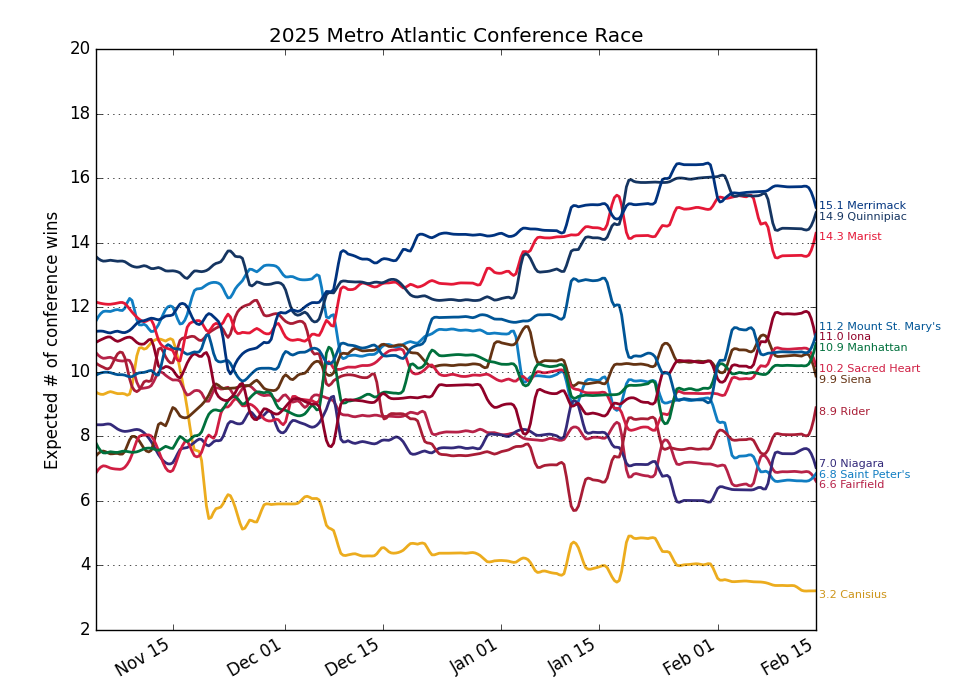 2025 Metro Atlantic Conference Race
Expected # of conference wins
20
18
16
14
12
10
8
6
4
2
15.1 Merrimack
14.9 Quinnipiac
14.3 Marist
11.2 Mount St. Mary's
11.0 Iona
10.9 Manhattan
10.2 Sacred Heart
9.9 Siena
8.9 Rider
7.0 Niagara
6.8 Saint Peter's
6.6 Fairfield
3.2 Canisius
Nov 15
Dec 01
Dec 15
Jan 01
Jan 15
Feb 01
Feb 15